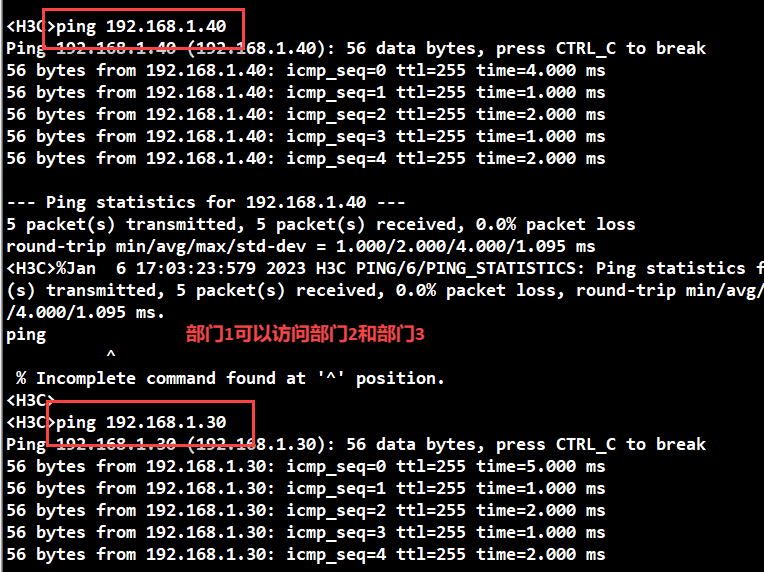 <H3C>ping 192.168.1.40
Ping 192.168.1.40 (192.168.1.40): 56 data bytes, press CTRL_C to break
56 bytes from 192.168.1.40: icmp_seq=0 ttl=255 time=4.000 ms
56 bytes from 192.168.1.40: icmp_seq=1 ttl=255 time=1.000 ms
56 bytes from 192.168.1.40: icmp_seq=2 ttl=255 time=2.000 ms
56 bytes from 192.168.1.40: icmp_seq=3 ttl=255 time=1.000 ms
56 bytes from 192.168.1.40: icmp_seq=4 ttl=255 time=2.000 ms
--- Ping statistics for 192.168.1.40 ---
5 packet(s) transmitted, 5 packet(s) received, 0.0% packet loss
round-trip min/avg/max/std-dev = 1.000/2.000/4.000/1.095 ms
<H3C>%Jan  6 17:03:23:579 2023 H3C PING/6/PING_STATISTICS: Ping statistics f
(s) transmitted, 5 packet(s) received, 0.0% packet loss, round-trip min/avg/
/4.000/1.095 ms.
ping
部门1可以访问部门2和部门3
^
% Incomplete command found at '^' position.
<H3C>
<H3C>ping 192.168.1.30
Ping 192.168.1.30 (192.168.1.30): 56 data bytes, press CTRL_C to break
56 bytes from 192.168.1.30: icmp_seq=0 ttl=255 time=5.000 ms
56 bytes from 192.168.1.30: icmp_seq=1 ttl=255 time=1.000 ms
56 bytes from 192.168.1.30: icmp_seq=2 ttl=255 time=2.000 ms
56 bytes from 192.168.1.30: icmp_seq=3 ttl=255 time=1.000 ms
56 bytes from 192.168.1.30: icmp_seq=4 ttl=255 time=2.000 ms